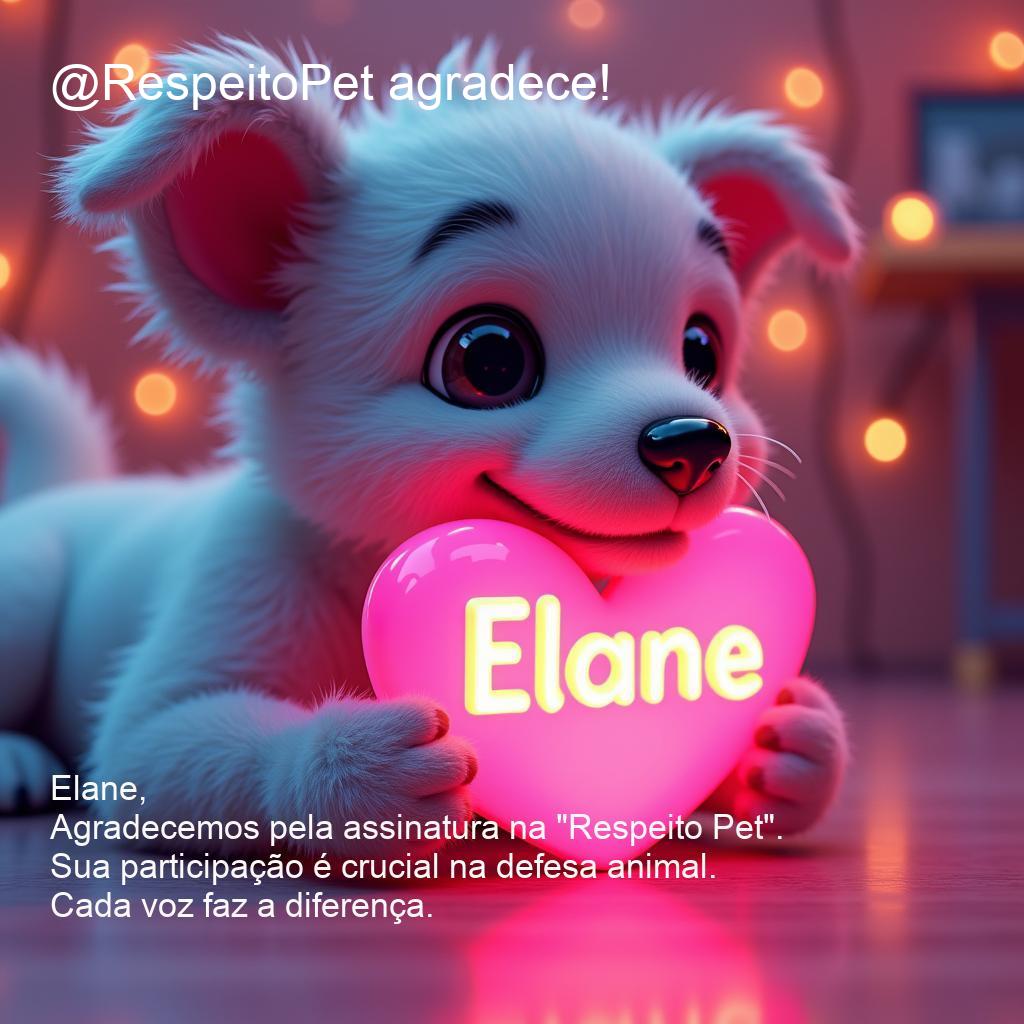 @RespeitoPet agradece!
Elane
Elane,
Agradecemos pela assinatura na "Respeito Pet".
Sua participação é crucial na defesa animal.
Cada voz faz a diferença.